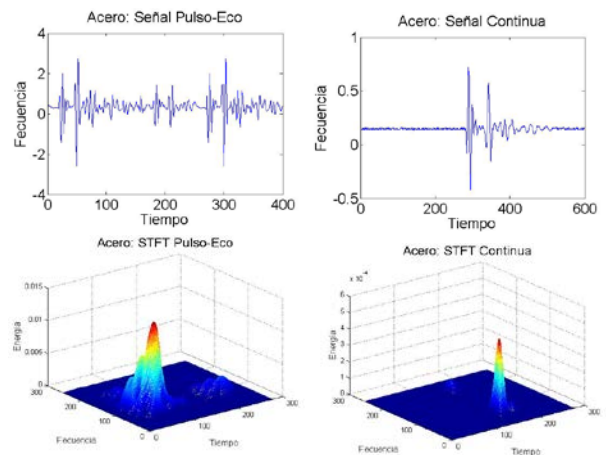 Acero: Señal Pulso-Eco
4
2
0
-2
-4
Fecuencia
0 100 200 300 400
Tiempo
Acero: Señal Continua
1
0.5
0
-0.5
Fecuencia
0 200 400 600
Tiempo
Acero: STFT Pulso-Eco
0.015
0.01
0.005
0
Energia
300 200 100 0
Fecuencia
0 100 200 300
Tiempo
Acero: STFT Continua
x 10-4
6
5
4
3
2
1
0
Energia
300 200 100 0
Fecuencia
0 100 200 300
Tiempo